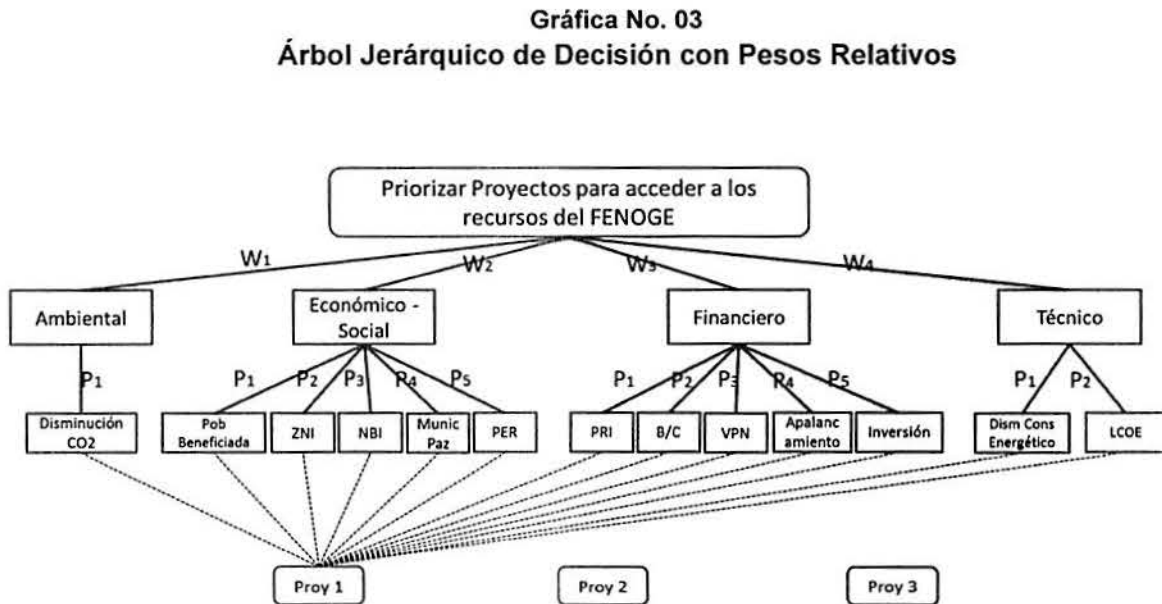 Gráfica No. 03
Árbol Jerárquico de Decisión con Pesos Relativos
Priorizar Proyectos para acceder a los
recursos del FENOGE
W1
W2
W3
W4
Ambiental
Económico -
Social
Financiero
Técnico
P1
P1
P2
P3
P4
P5
P1
P2
P3
P4
P5
P1
P2
Disminución
CO2
Pob
Beneficiada
ZNI
NBI
Munic
Paz
PER
PRI
B/C
VPN
Apalanc
amiento
Inversión
Dism Cons
Energético
LCOE
Proy 1
Proy 2
Proy 3